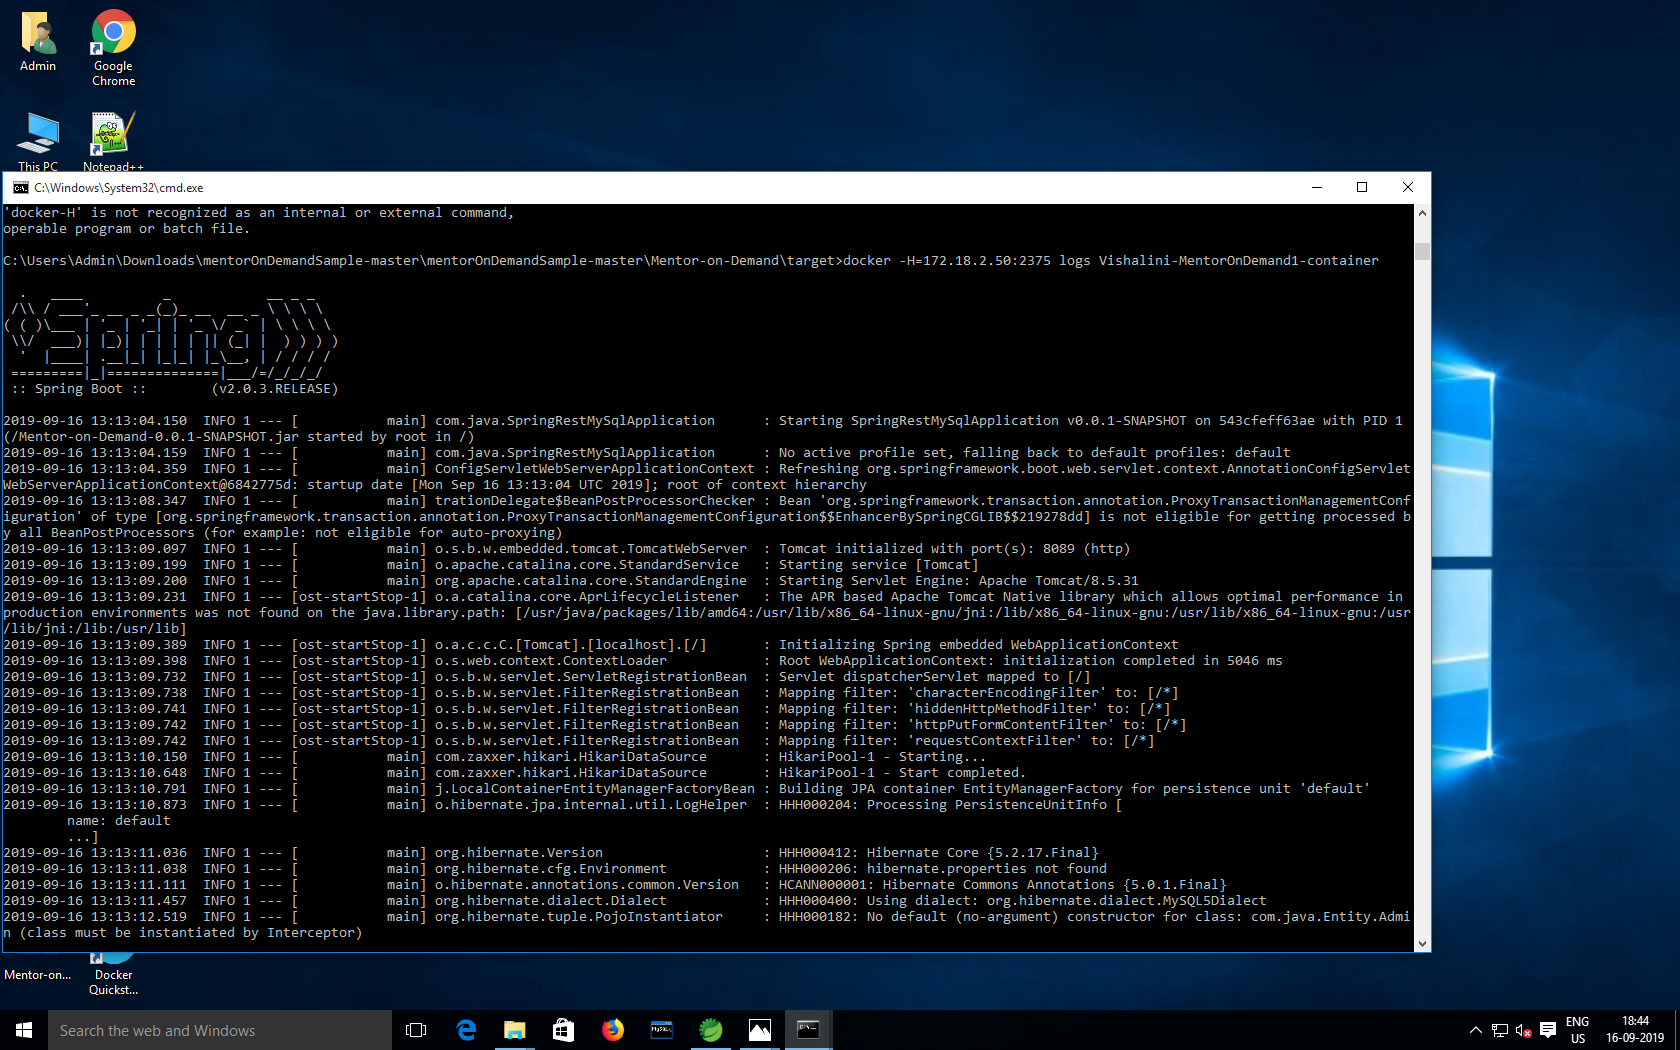 Admin
Google
Chrome
This PC
Notepad++
C:\Windows\System32\cmd.exe
'docker-H' is not recognized as an internal or external command,
operable program or batch file.
C:\Users\Admin\Downloads\mentorOnDemandSample-master\mentorOnDemandSample-master\Mentor-on-Demand\target>docker -H=172.18.2.50:2375 logs Vishalini-MentorOnDemand1-container
  .   ____          _            __ _ _
 /\\ / ___'_ __ _ _(_)_ __  __ _ \ \ \ \
( ( )\___ | '_ | '_| | '_ \/ _` | \ \ \ \
 \\/  ___)| |_)| | | | | || (_| |  ) ) ) )
  '  |____| .__|_| |_|_| |_\__, | / / / /
 =========|_|==============|___/=/_/_/_/
 :: Spring Boot ::        (v2.0.3.RELEASE)
2019-09-16 13:13:04.150  INFO 1 --- [           main] com.java.SpringRestMySqlApplication      : Starting SpringRestMySqlApplication v0.0.1-SNAPSHOT on 543cfeff63ae with PID 1
(/Mentor-on-Demand-0.0.1-SNAPSHOT.jar started by root in /)
2019-09-16 13:13:04.159  INFO 1 --- [           main] com.java.SpringRestMySqlApplication      : No active profile set, falling back to default profiles: default
2019-09-16 13:13:04.359  INFO 1 --- [           main] ConfigServletWebServerApplicationContext : Refreshing org.springframework.boot.web.servlet.context.AnnotationConfigServlet
WebServerApplicationContext@6842775d: startup date [Mon Sep 16 13:13:04 UTC 2019]; root of context hierarchy
2019-09-16 13:13:08.347  INFO 1 --- [           main] trationDelegate$BeanPostProcessorChecker : Bean 'org.springframework.transaction.annotation.ProxyTransactionManagementConf
iguration' of type [org.springframework.transaction.annotation.ProxyTransactionManagementConfiguration$$EnhancerBySpringCGLIB$$219278dd] is not eligible for getting processed b
y all BeanPostProcessors (for example: not eligible for auto-proxying)
2019-09-16 13:13:09.097  INFO 1 --- [           main] o.s.b.w.embedded.tomcat.TomcatWebServer  : Tomcat initialized with port(s): 8089 (http)
2019-09-16 13:13:09.199  INFO 1 --- [           main] o.apache.catalina.core.StandardService   : Starting service [Tomcat]
2019-09-16 13:13:09.200  INFO 1 --- [           main] org.apache.catalina.core.StandardEngine  : Starting Servlet Engine: Apache Tomcat/8.5.31
2019-09-16 13:13:09.231  INFO 1 --- [ost-startStop-1] o.a.catalina.core.AprLifecycleListener   : The APR based Apache Tomcat Native library which allows optimal performance in
production environments was not found on the java.library.path: [/usr/java/packages/lib/amd64:/usr/lib/x86_64-linux-gnu/jni:/lib/x86_64-linux-gnu:/usr/lib/x86_64-linux-gnu:/usr
/lib/jni:/lib:/usr/lib]
2019-09-16 13:13:09.389  INFO 1 --- [ost-startStop-1] o.a.c.c.C.[Tomcat].[localhost].[/]       : Initializing Spring embedded WebApplicationContext
2019-09-16 13:13:09.398  INFO 1 --- [ost-startStop-1] o.s.web.context.ContextLoader            : Root WebApplicationContext: initialization completed in 5046 ms
2019-09-16 13:13:09.732  INFO 1 --- [ost-startStop-1] o.s.b.w.servlet.ServletRegistrationBean  : Servlet dispatcherServlet mapped to [/]
2019-09-16 13:13:09.738  INFO 1 --- [ost-startStop-1] o.s.b.w.servlet.FilterRegistrationBean   : Mapping filter: 'characterEncodingFilter' to: [/*]
2019-09-16 13:13:09.741  INFO 1 --- [ost-startStop-1] o.s.b.w.servlet.FilterRegistrationBean   : Mapping filter: 'hiddenHttpMethodFilter' to: [/*]
2019-09-16 13:13:09.742  INFO 1 --- [ost-startStop-1] o.s.b.w.servlet.FilterRegistrationBean   : Mapping filter: 'httpPutFormContentFilter' to: [/*]
2019-09-16 13:13:09.742  INFO 1 --- [ost-startStop-1] o.s.b.w.servlet.FilterRegistrationBean   : Mapping filter: 'requestContextFilter' to: [/*]
2019-09-16 13:13:10.150  INFO 1 --- [           main] com.zaxxer.hikari.HikariDataSource       : HikariPool-1 - Starting...
2019-09-16 13:13:10.648  INFO 1 --- [           main] com.zaxxer.hikari.HikariDataSource       : HikariPool-1 - Start completed.
2019-09-16 13:13:10.791  INFO 1 --- [           main] j.LocalContainerEntityManagerFactoryBean : Building JPA container EntityManagerFactory for persistence unit 'default'
2019-09-16 13:13:10.873  INFO 1 --- [           main] o.hibernate.jpa.internal.util.LogHelper  : HHH000204: Processing PersistenceUnitInfo [
        name: default
        ...]
2019-09-16 13:13:11.036  INFO 1 --- [           main] org.hibernate.Version                    : HHH000412: Hibernate Core {5.2.17.Final}
2019-09-16 13:13:11.038  INFO 1 --- [           main] org.hibernate.cfg.Environment            : HHH000206: hibernate.properties not found
2019-09-16 13:13:11.111  INFO 1 --- [           main] o.hibernate.annotations.common.Version   : HCANN000001: Hibernate Commons Annotations {5.0.1.Final}
2019-09-16 13:13:11.457  INFO 1 --- [           main] org.hibernate.dialect.Dialect            : HHH000400: Using dialect: org.hibernate.dialect.MySQL5Dialect
2019-09-16 13:13:12.519  INFO 1 --- [           main] org.hibernate.tuple.PojoInstantiator     : HHH000182: No default (no-argument) constructor for class: com.java.Entity.Admi
n (class must be instantiated by Interceptor)
Mentor-on...
Docker
Quickst...
Search the web and Windows
ENG
US
18:44
16-09-2019